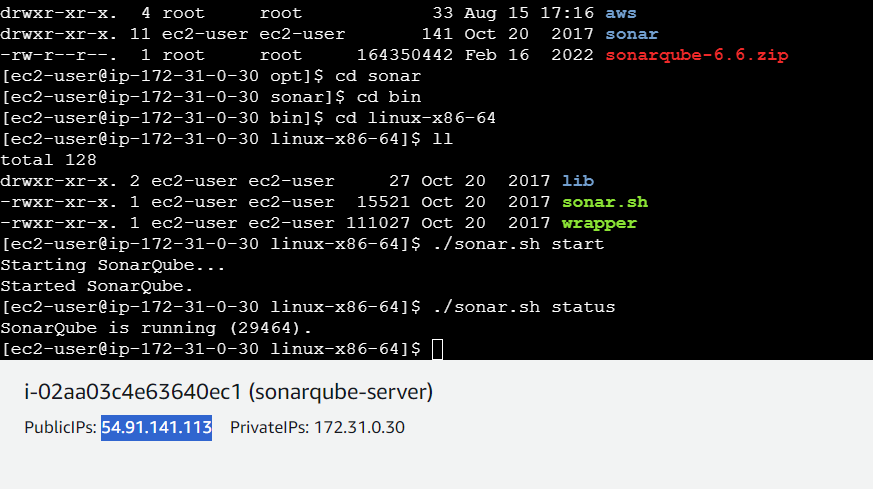 drwxr-xr-x.  4 root     root           33 Aug 15 17:16 aws
drwxr-xr-x. 11 ec2-user ec2-user      141 Oct 20  2017 sonar
-rw-r--r--.  1 root     root    164350442 Feb 16  2022 sonarqube-6.6.zip
[ec2-user@ip-172-31-0-30 opt]$ cd sonar
[ec2-user@ip-172-31-0-30 sonar]$ cd bin
[ec2-user@ip-172-31-0-30 bin]$ cd linux-x86-64
[ec2-user@ip-172-31-0-30 linux-x86-64]$ ll
total 128
drwxr-xr-x. 2 ec2-user ec2-user     27 Oct 20  2017 lib
-rwxr-xr-x. 1 ec2-user ec2-user  15521 Oct 20  2017 sonar.sh
-rwxr-xr-x. 1 ec2-user ec2-user 111027 Oct 20  2017 wrapper
[ec2-user@ip-172-31-0-30 linux-x86-64]$ ./sonar.sh start
Starting SonarQube...
Started SonarQube.
[ec2-user@ip-172-31-0-30 linux-x86-64]$ ./sonar.sh status
SonarQube is running (29464).
[ec2-user@ip-172-31-0-30 linux-x86-64]$
i-02aa03c4e63640ec1 (sonarqube-server)
PublicIPs: 54.91.141.113    PrivateIPs: 172.31.0.30